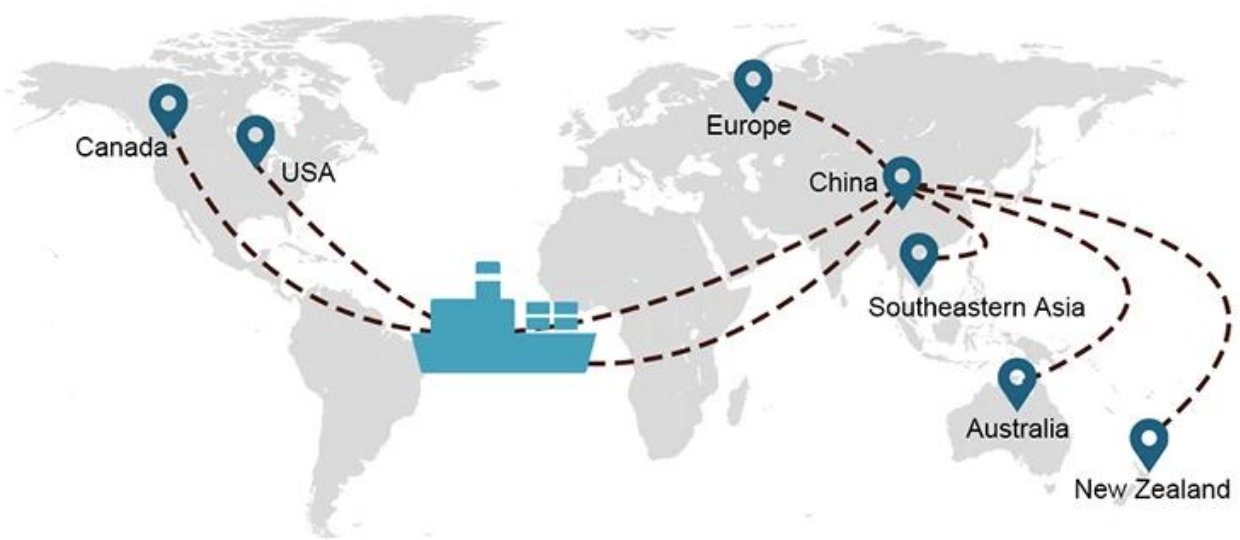 Europe
Canada
USA
China
Southeastern Asia
Australia
New Zealand